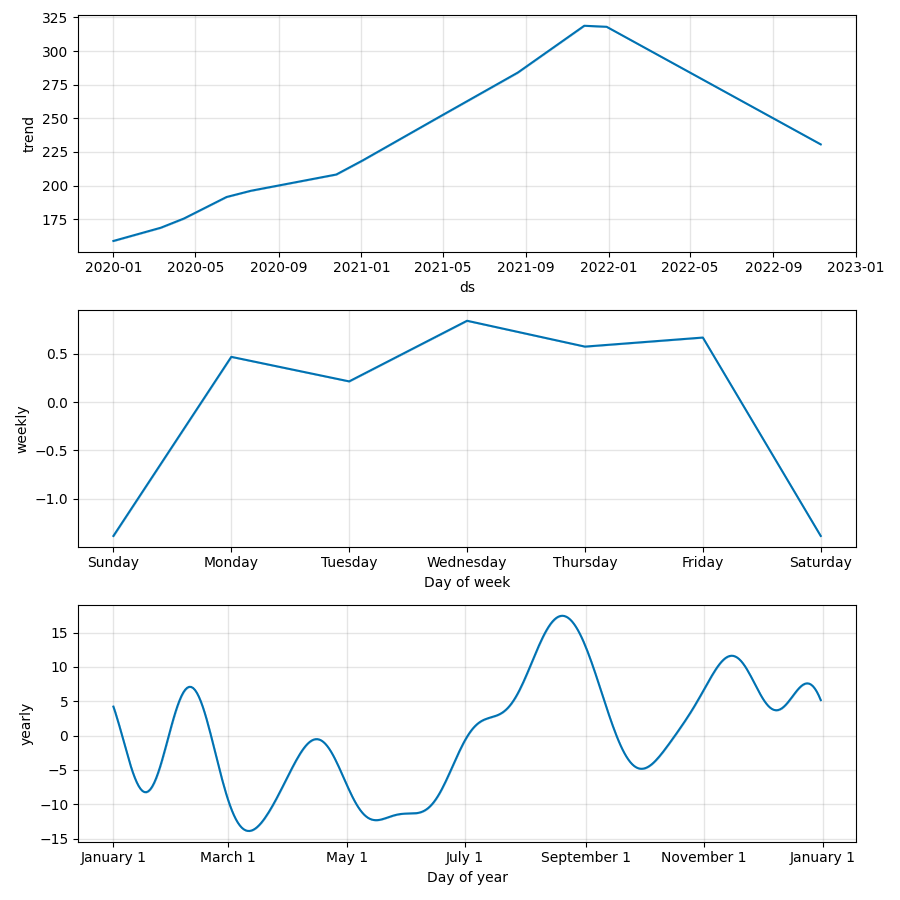 325
300
275
250
225
200
175
trend
2020-01 2020-05 2020-09 2021-01 2021-05 2021-09 2022-01 2022-05 2022-09 2023-01
ds
0.5
0.0
−0.5
−1.0
weekly
Sunday Monday Tuesday Wednesday Thursday Friday Saturday
Day of week
15
10
5
0
−5
−10
−15
yearly
January 1 March 1 May 1 July 1 September 1 November 1 January 1
Day of year